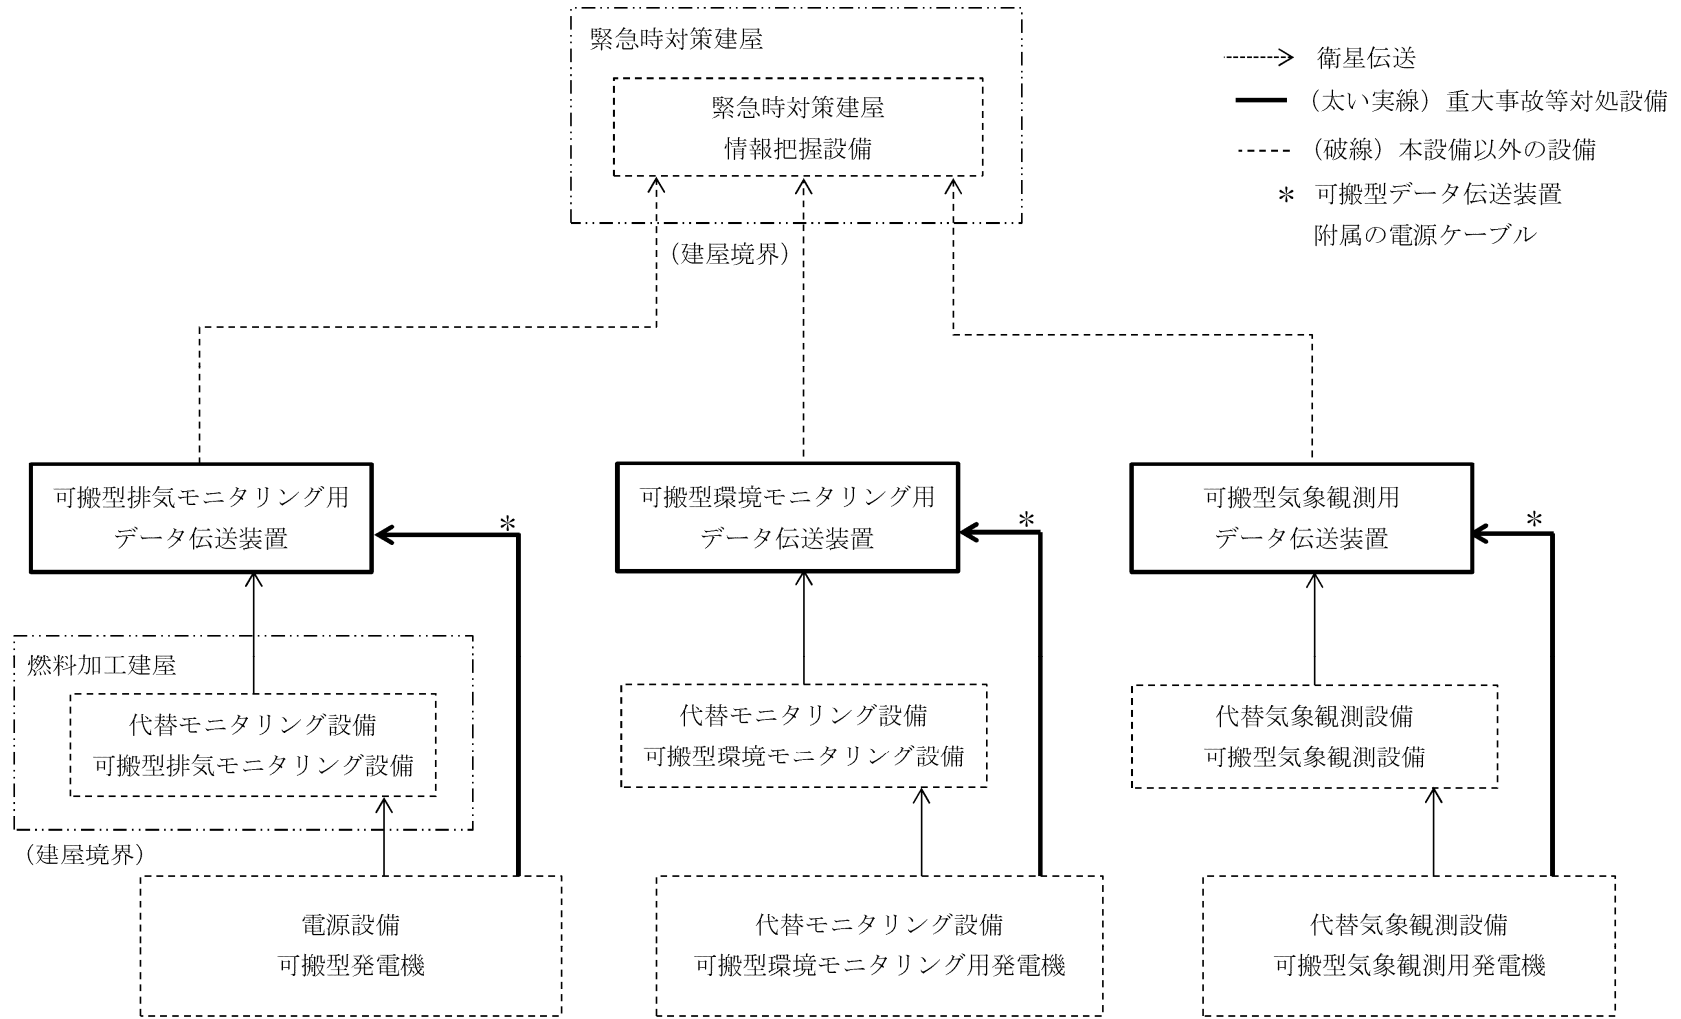 緊急時対策建屋
緊急時対策建屋
情報把握設備
（建屋境界）
衛星伝送
（太い実線）重大事故等対処設備
（破線）本設備以外の設備
＊ 可搬型データ伝送装置
附属の電源ケーブル
可搬型排気モニタリング用
データ伝送装置
＊
可搬型環境モニタリング用
データ伝送装置
＊
可搬型気象観測用
データ伝送装置
＊
燃料加工建屋
代替モニタリング設備
可搬型排気モニタリング設備
（建屋境界）
代替モニタリング設備
可搬型環境モニタリング設備
代替気象観測設備
可搬型気象観測設備
電源設備
可搬型発電機
代替モニタリング設備
可搬型環境モニタリング用発電機
代替気象観測設備
可搬型気象観測用発電機